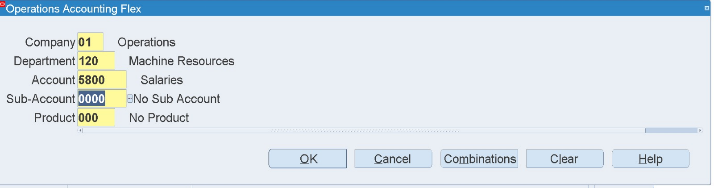 Operations Accounting Flex
Company 01 Operations
Department 120 Machine Resources
Account 5800 Salaries
Sub-Account 0000 No Sub Account
Product 000 No Product
OK Cancel Combinations Clear Help